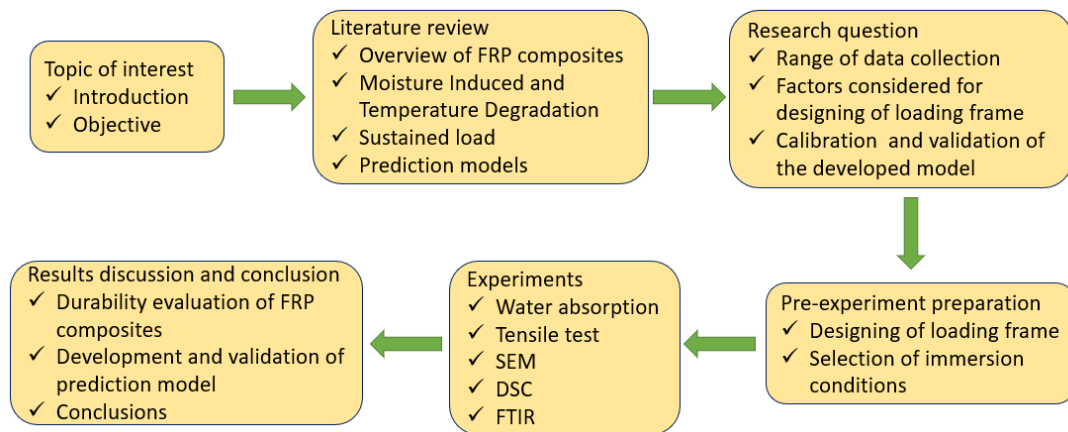 Topic of interest
✓ Introduction
✓ Objective
Literature review
✓ Overview of FRP composites
✓ Moisture Induced and
Temperature Degradation
✓ Sustained load
✓ Prediction models
Research question
✓ Range of data collection
✓ Factors considered for
designing of loading frame
✓ Calibration and validation of
the developed model
Pre-experiment preparation
✓ Designing of loading frame
✓ Selection of immersion
conditions
Experiments
✓ Water absorption
✓ Tensile test
✓ SEM
✓ DSC
✓ FTIR
Results discussion and conclusion
✓ Durability evaluation of FRP
composites
✓ Development and validation of
prediction model
✓ Conclusions